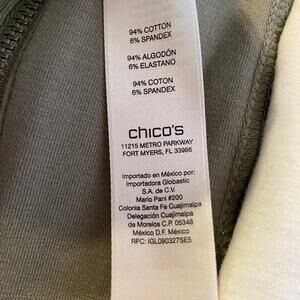 94% COTTON
6% SPANDEX
94% ALGODÓN
6% ELASTANO
94% COTON
6% SPANDEX
chico's
11215 METRO PARKWAY
FORT MYERS, FL 33966
Importado en México por:
Importadora Globastic
S.A. de C.V.
Mario Pani #200
Colonia Santa Fe Cuajimalpa
Delegación Cuajimalpa
de Morelos C.P. 05348
México D.F. México
RFC: IGL090327SE5